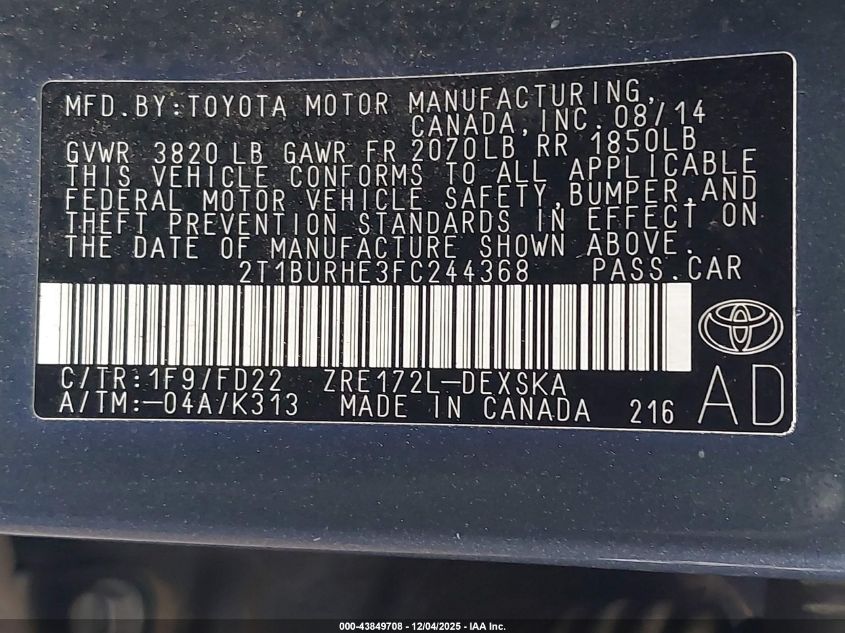 MFD.BY:TOYOTA MOTOR MANUFACTURING,
CANADA,INC. 08/14
GVWR 3820 LB GAWR FR 2070LB RR 1850LB
THIS VEHICLE CONFORMS TO ALL APPLICABLE
FEDERAL MOTOR VEHICLE SAFETY,BUMPER,AND
THEFT PREVENTION STANDARDS IN EFFECT ON
THE DATE OF MANUFACTURE SHOWN ABOVE.
2T1BURHE3FC244368 PASS.CAR
C/TR:1F9/FD22 ZRE172L-DEXSKA
A/TM:-04A/K313 MADE IN CANADA 216 AD
000-43849708 - 12/04/2025 - IAA Inc.